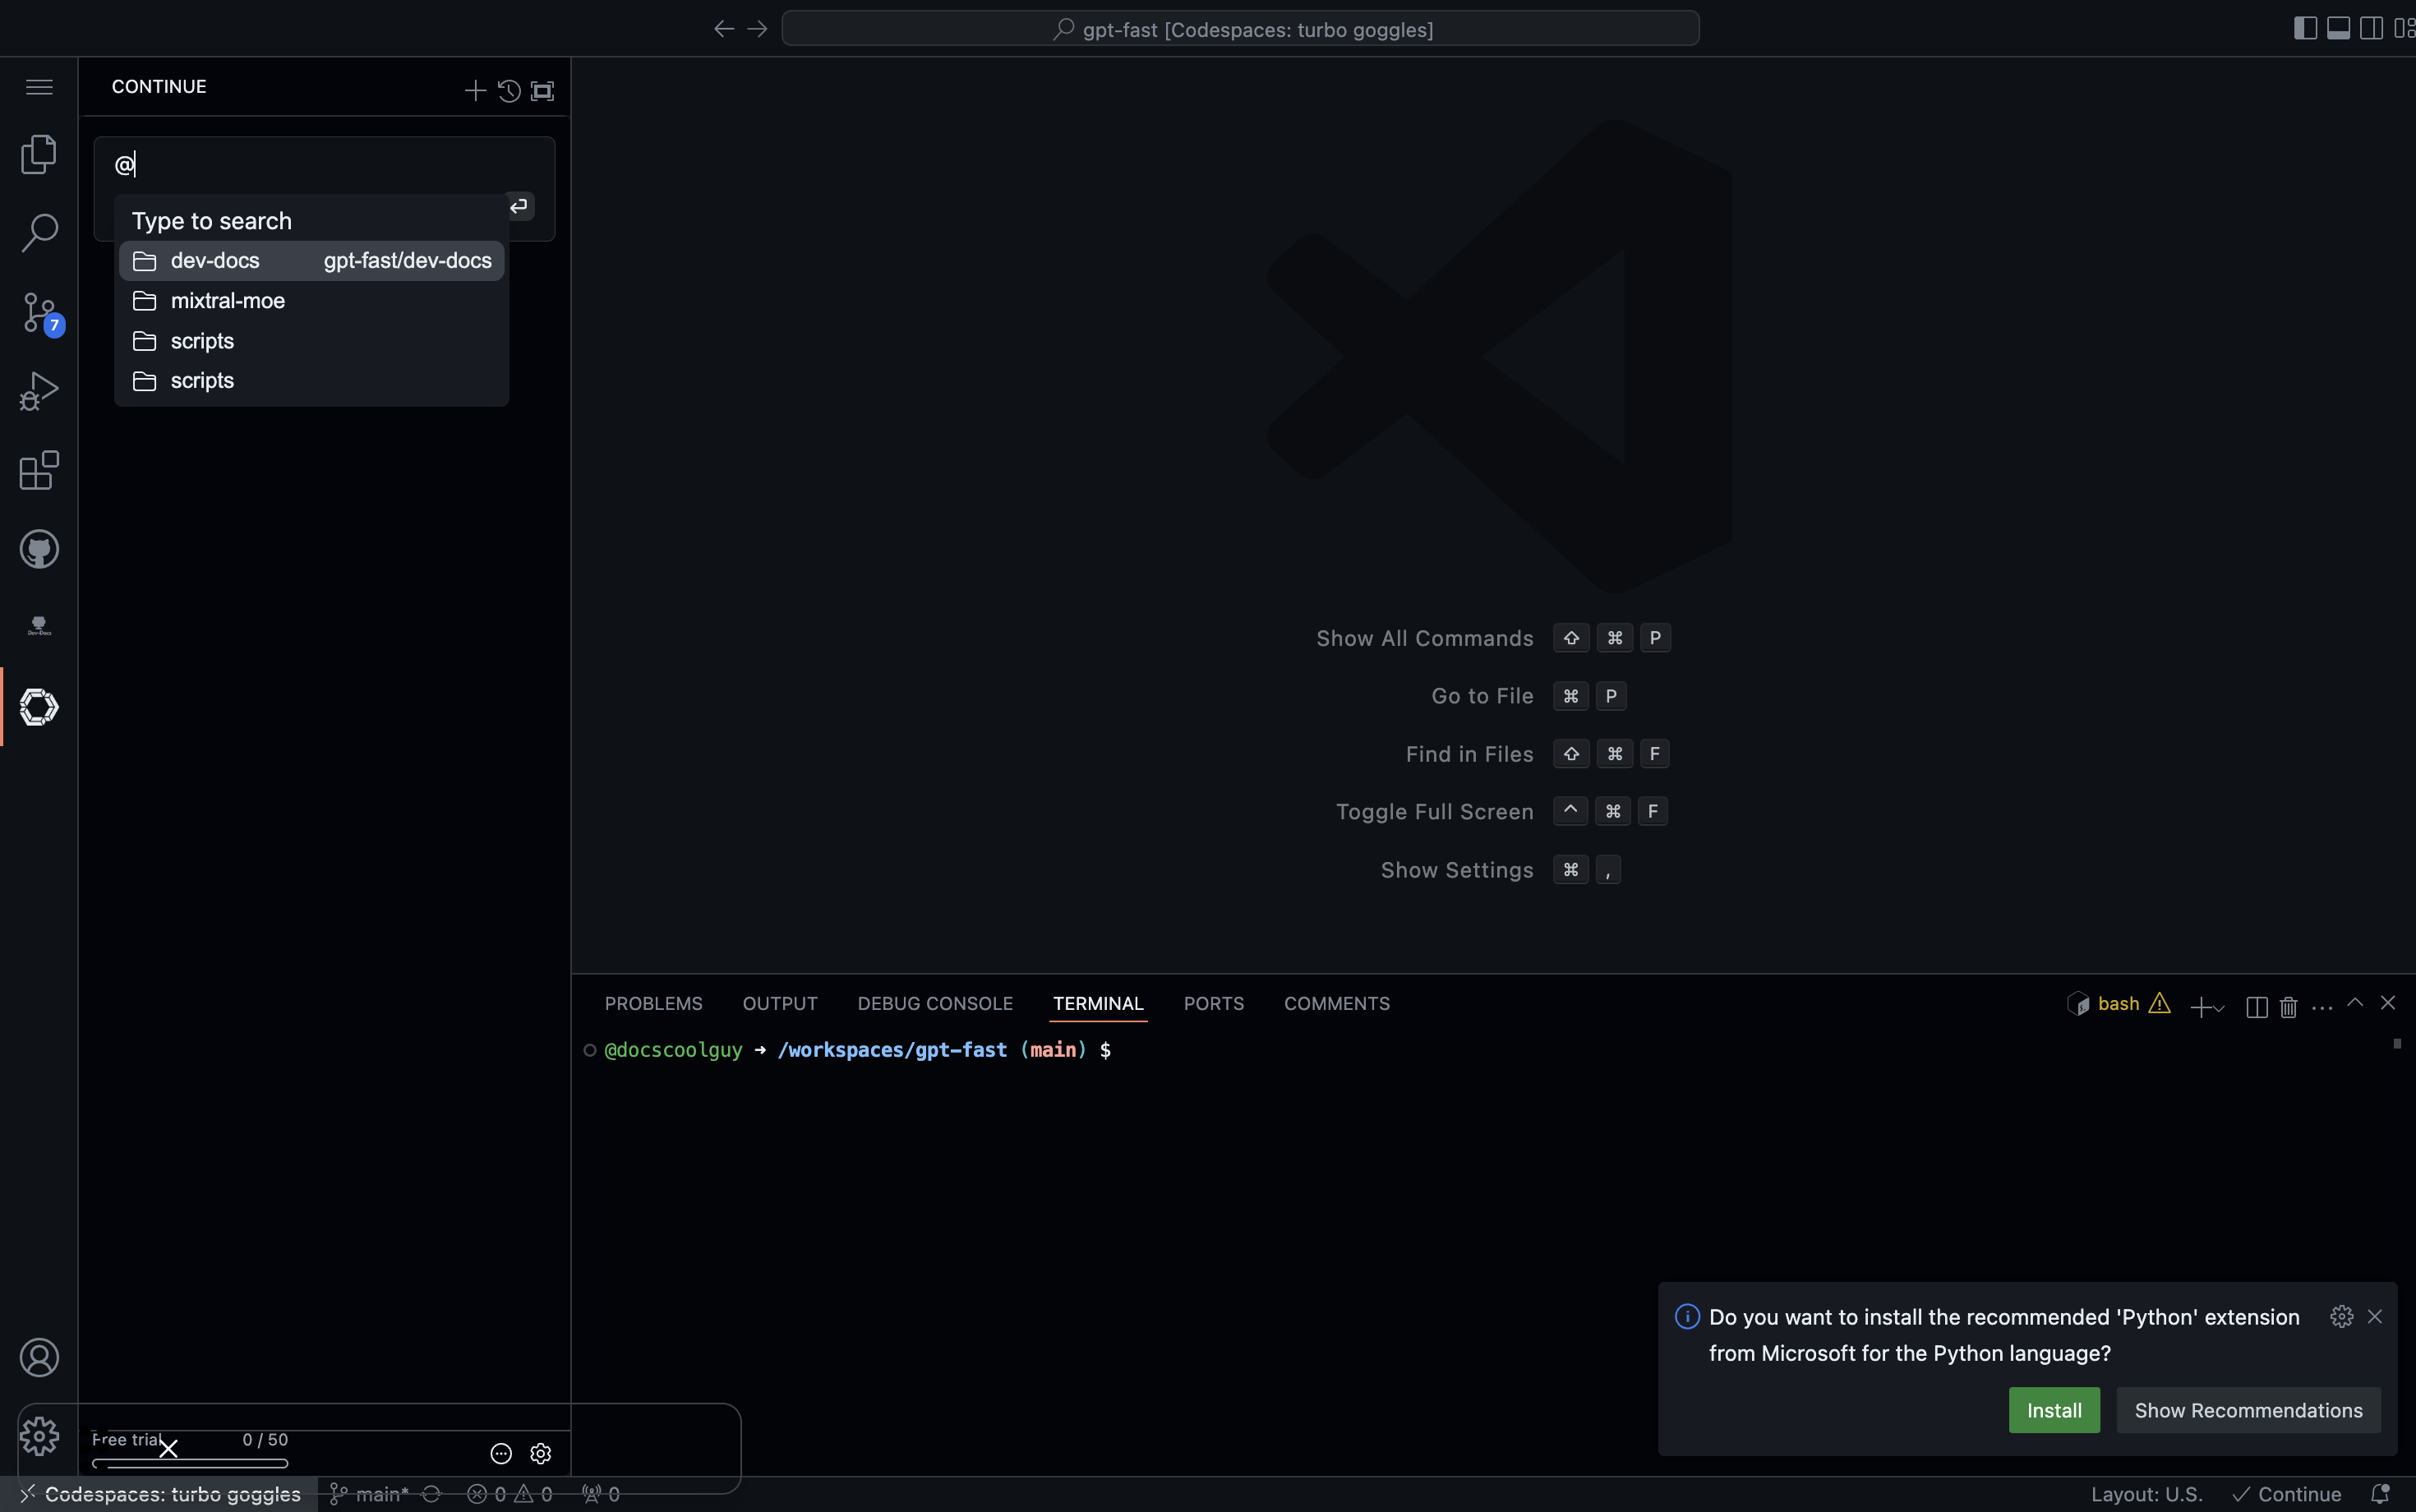 gpt-fast [Codespaces: turbo goggles]
CONTINUE
@
Type to search
dev-docs gpt-fast/dev-docs
mixtral-moe
scripts
scripts
7
Dev-Docs
Show All Commands ⇧ ⌘ P
Go to File ⌘ P
Find in Files ⇧ ⌘ F
Toggle Full Screen ^ ⌘ F
Show Settings ⌘ ,
PROBLEMS OUTPUT DEBUG CONSOLE TERMINAL PORTS COMMENTS
bash
@docscoolguy ➜ /workspaces/gpt-fast (main) $
Do you want to install the recommended 'Python' extension
from Microsoft for the Python language?
Install Show Recommendations
Free trial 0 / 50
Codespaces: turbo goggles main* 0 0 0
Layout: U.S. Continue